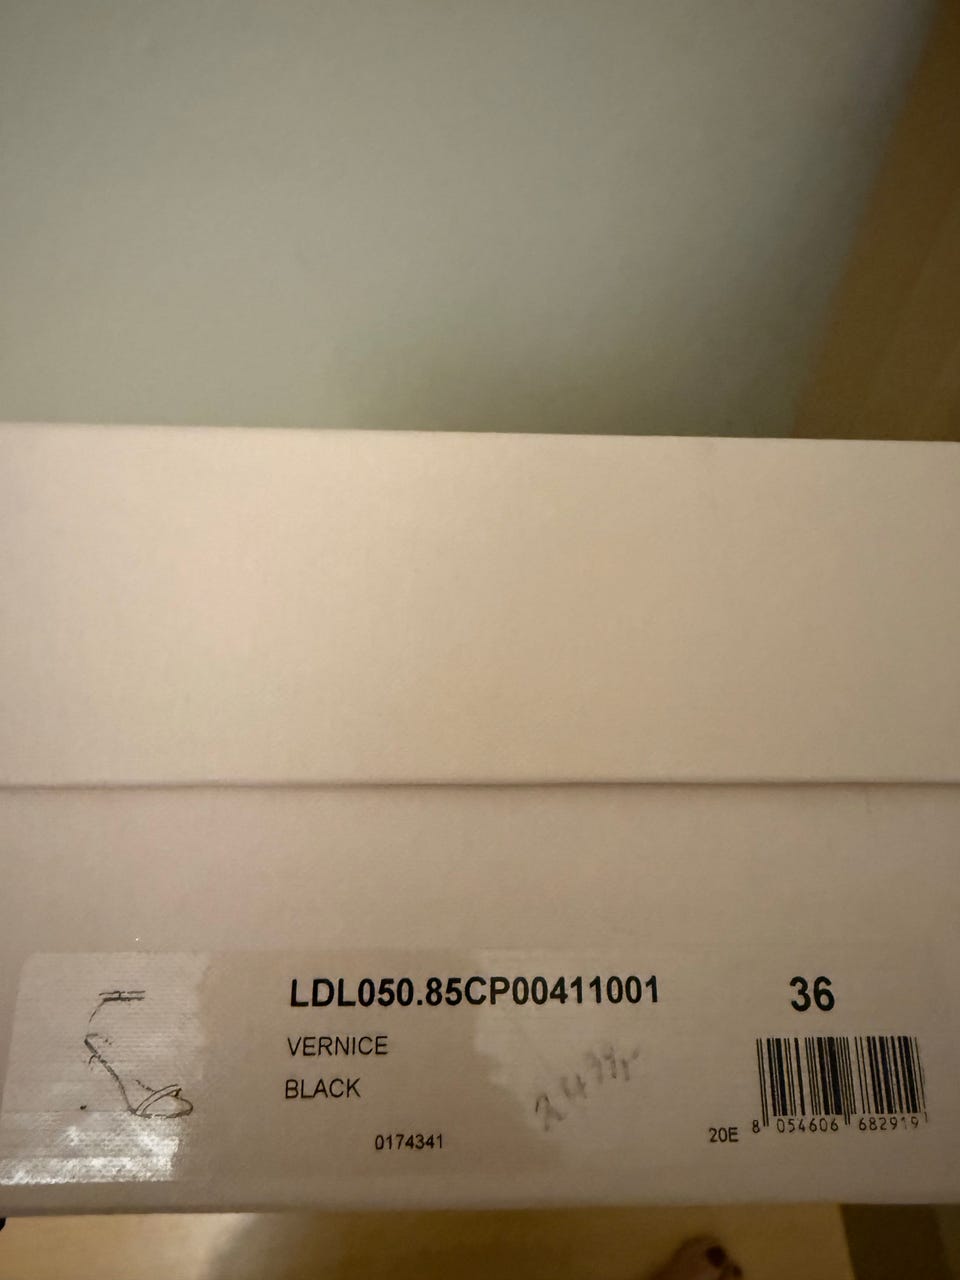 LDL050.85CP00411001
36
VERNICE
BLACK
0174341
20E
8 054606 682919